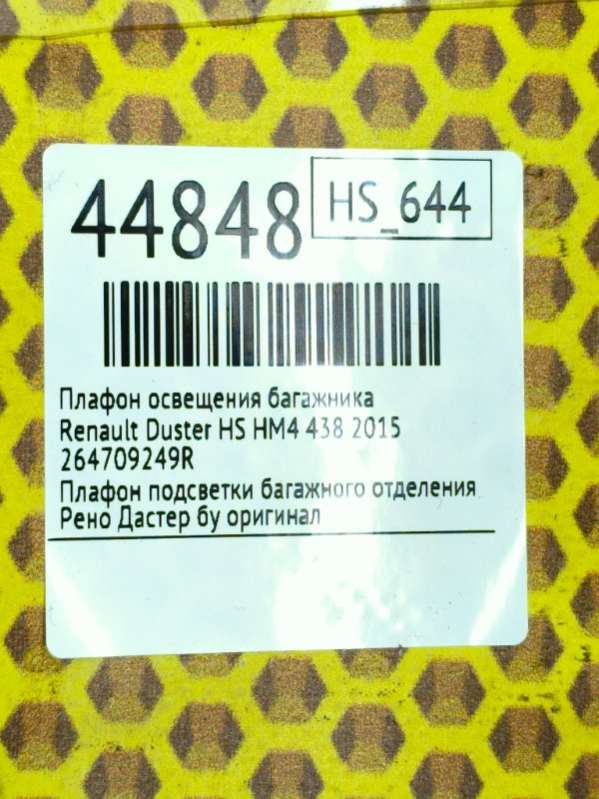 44848 HS_644
Плафон освещения багажника
Renault Duster HS HM4 438 2015
264709249R
Плафон подсветки багажного отделения
Рено Дастер бу оригинал